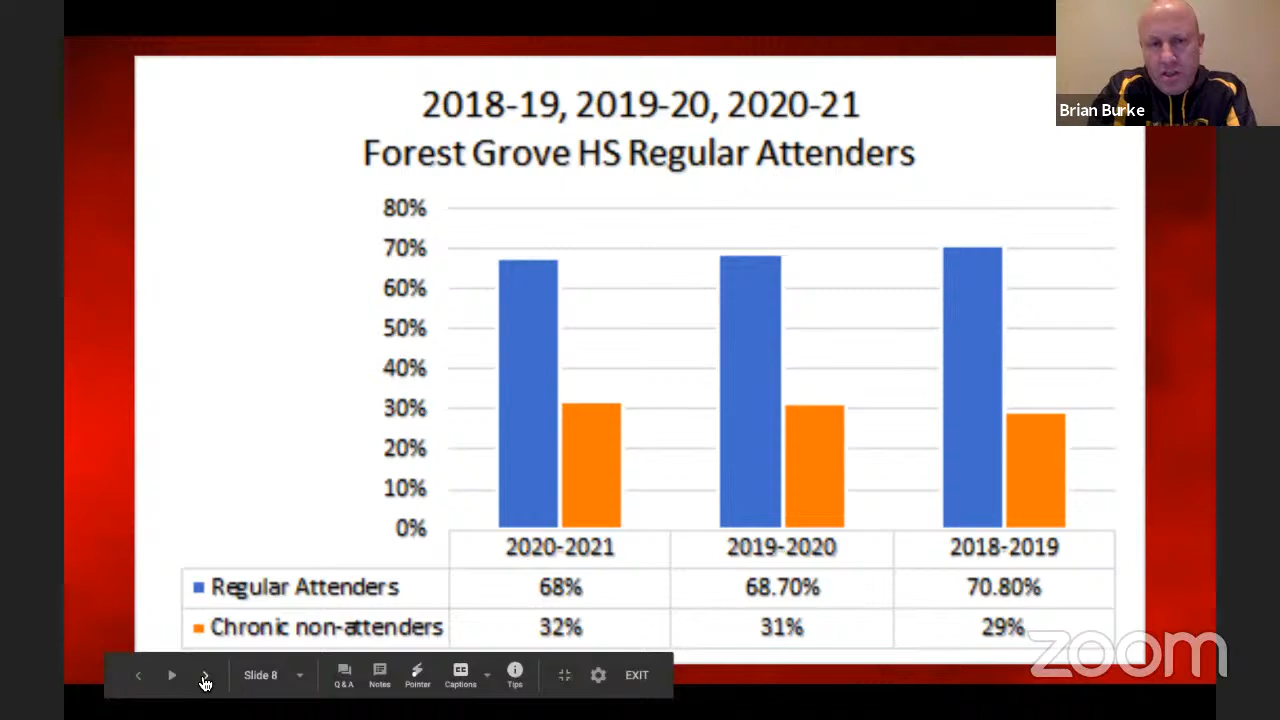 2018-19, 2019-20, 2020-21
Forest Grove HS Regular Attenders
Brian Burke
80%
70%
60%
50%
40%
30%
20%
10%
0%
2020-2021 2019-2020 2018-2019
Regular Attenders 68% 68.70% 70.80%
Chronic non-attenders 32% 31% 29%
zoom
Slide 8 Q&A Notes Pointer Captions Tips EXIT